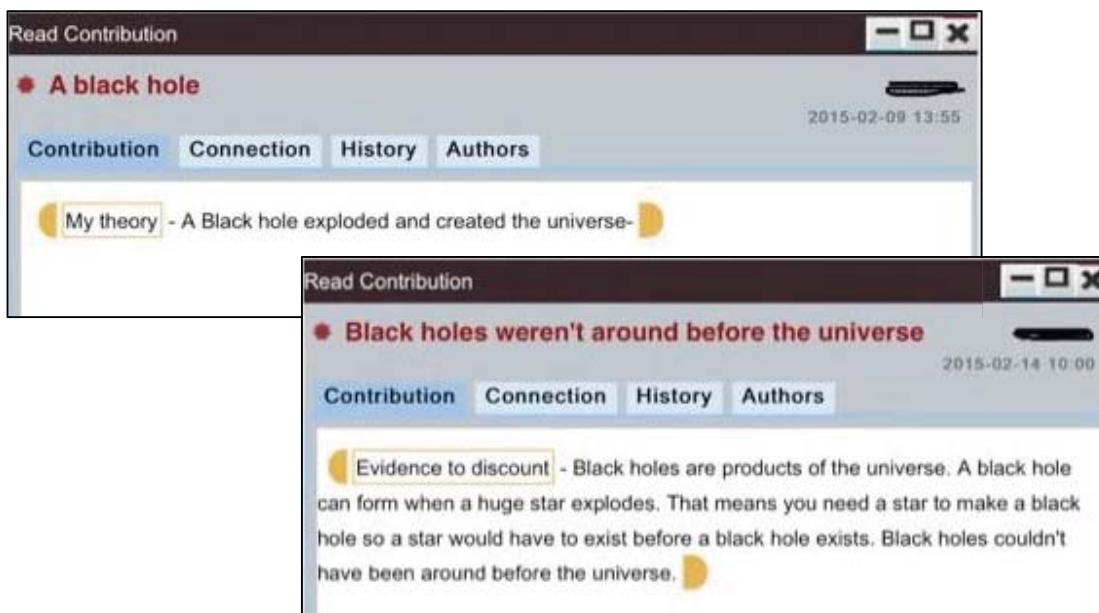 Read Contribution
A black hole
2015-02-09 13:55
Contribution Connection History Authors
My theory - A Black hole exploded and created the universe-
Read Contribution
Black holes weren't around before the universe
2015-02-14 10:00
Contribution Connection History Authors
Evidence to discount - Black holes are products of the universe. A black hole
can form when a huge star explodes. That means you need a star to make a black
hole so a star would have to exist before a black hole exists. Black holes couldn't
have been around before the universe.